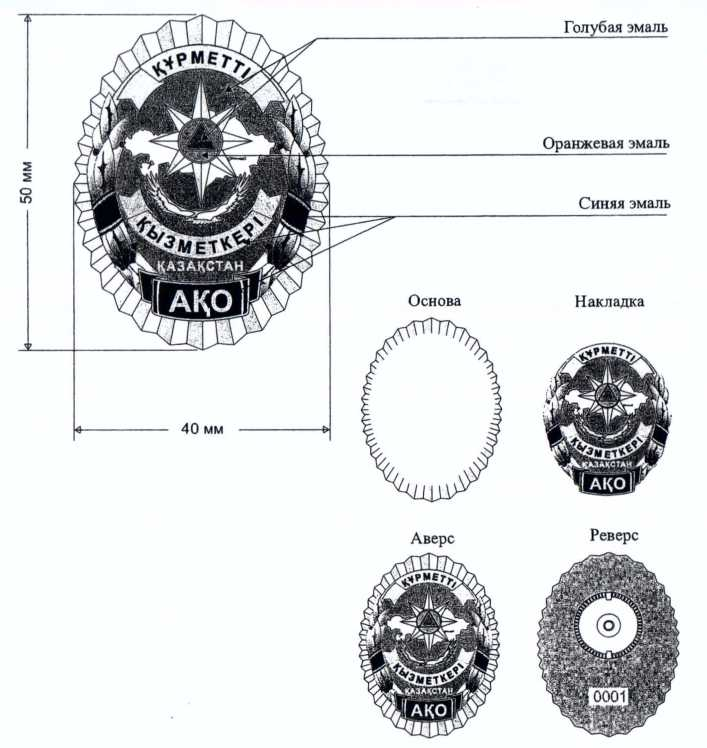 Голубая эмаль
ҚҰРМЕТТІ
Оранжевая эмаль
50 мм
Синяя эмаль
ҚЫЗМЕТКЕРІ
ҚАЗАҚСТАН
АҚО
Основа
Накладка
ҚҰРМЕТТІ
ҚЫЗМЕТКЕРІ
ҚАЗАҚСТАН
АҚО
40 мм
Аверс
Реверс
ҚҰРМЕТТІ
ҚЫЗМЕТКЕРІ
ҚАЗАҚСТАН
АҚО
0001